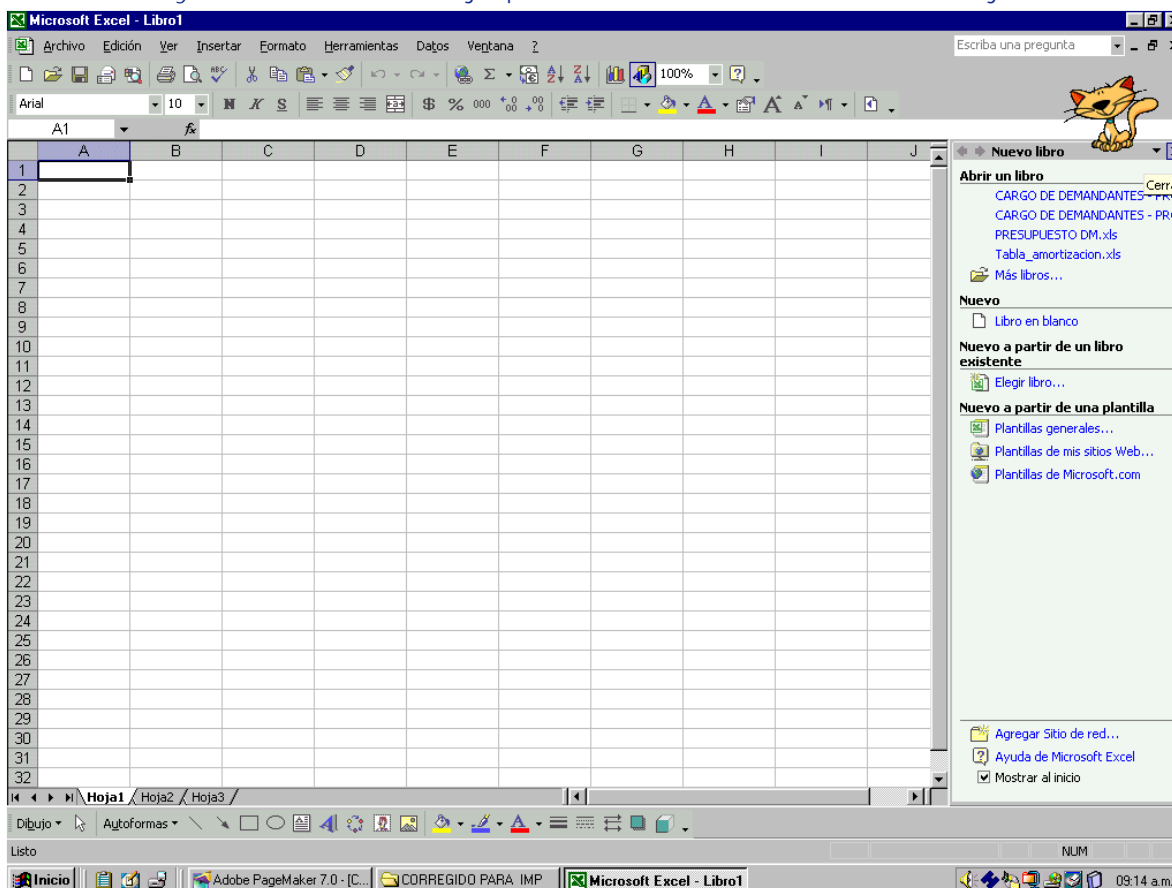 Microsoft Excel - Libro1
Archivo Edición Ver Insertar Formato Herramientas Datos Ventana ? Escriba una pregunta
100%
Arial 10 N K S $ % 000
A1 fx
A B C D E F G H I J
Nuevo libro
1
2
3
4
5
6
7
8
9
10
11
12
13
14
15
16
17
18
19
20
21
22
23
24
25
26
27
28
29
30
31
32
Abrir un libro
Cerr
CARGO DE DEMANDANTES - PR
CARGO DE DEMANDANTES - PR
PRESUPUESTO DM.xls
Tabla_amortizacion.xls
Más libros...
Nuevo
Libro en blanco
Nuevo a partir de un libro
existente
Elegir libro...
Nuevo a partir de una plantilla
Plantillas generales...
Plantillas de mis sitios Web...
Plantillas de Microsoft.com
Agregar Sitio de red...
Ayuda de Microsoft Excel
Mostrar al inicio
Hoja1 Hoja2 Hoja3
Dibujo Autoformas
Listo NUM
Inicio Adobe PageMaker 7.0 - [C... CORREGIDO PARA IMP Microsoft Excel - Libro1 09:14 a.m